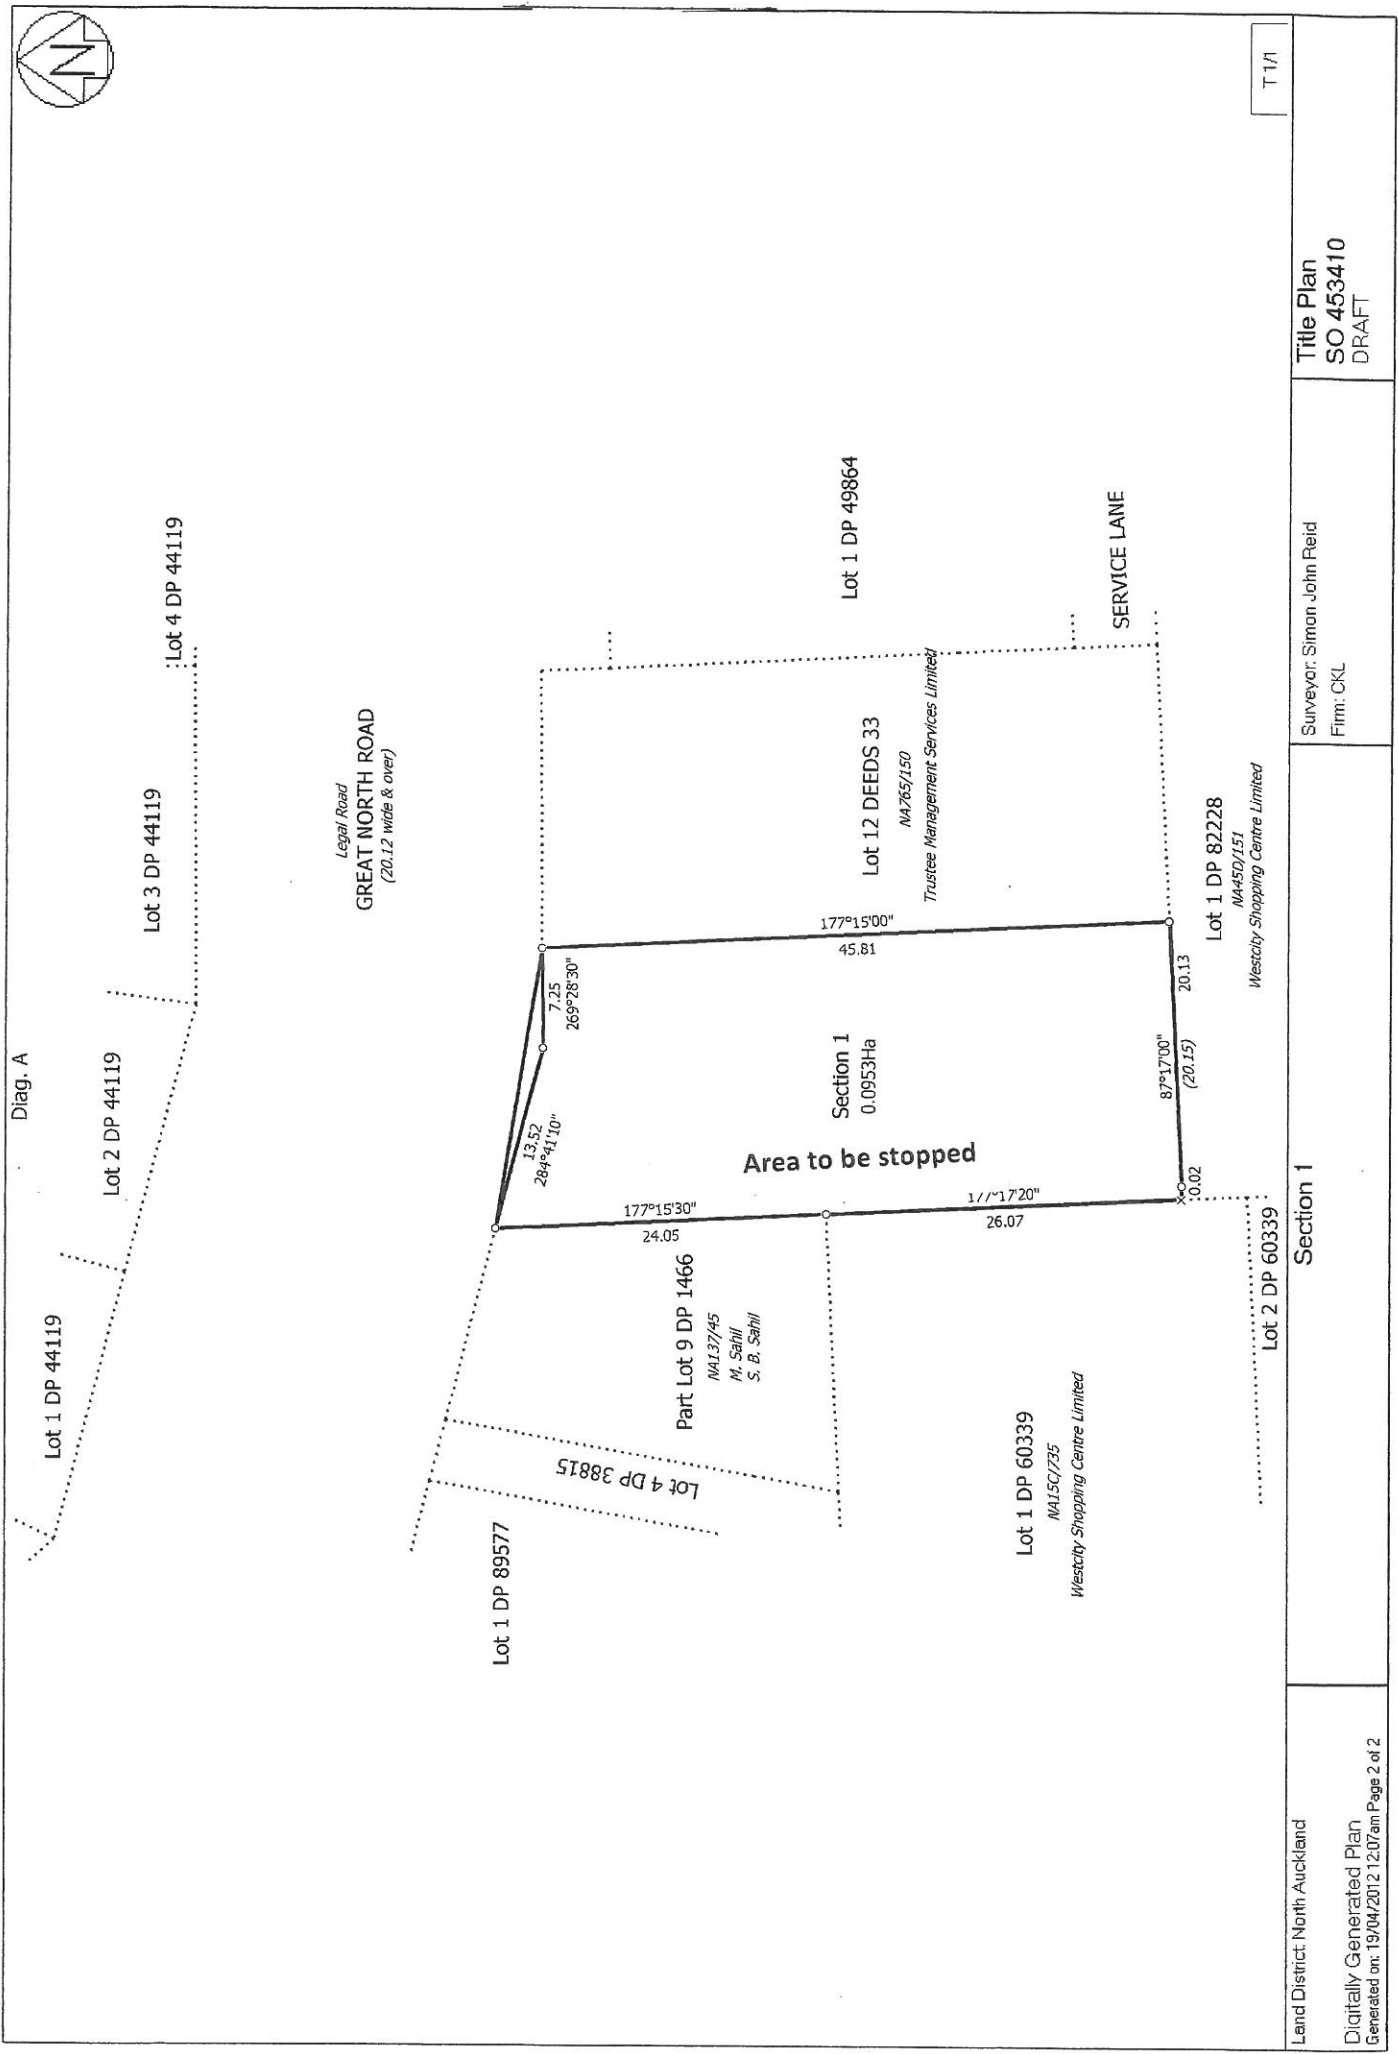 Diag. A
N
Lot 1 DP 44119
Lot 2 DP 44119
Lot 3 DP 44119
Lot 4 DP 44119
Legal Road
GREAT NORTH ROAD
(20.12 wide & over)
Lot 1 DP 89577
Lot 4 DP 38815
Part Lot 9 DP 1466
NA137/45
M. Sahil
S. B. Sahil
13.52
284°41'10"
7.25
269°28'30"
177°15'30"
24.05
177°15'00"
45.81
Section 1
0.0953Ha
Area to be stopped
Lot 12 DEEDS 33
NA765/150
Trustee Management Services Limited
Lot 1 DP 49864
SERVICE LANE
177°17'20"
26.07
Lot 1 DP 60339
NA15C/735
Westcity Shopping Centre Limited
87°17'00"
20.13
(20.15)
0.02
Lot 1 DP 82228
NA45D/151
Westcity Shopping Centre Limited
Lot 2 DP 60339
T 1/1
Land District: North Auckland
Digitally Generated Plan
Generated on: 19/04/2012 12:07am Page 2 of 2
Section 1
Surveyor: Simon John Reid
Firm: CKL
Title Plan
SO 453410
DRAFT